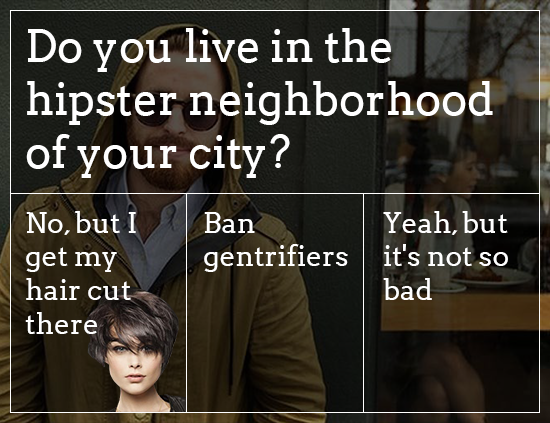 Do you live in the
hipster neighborhood
of your city?
No, but I
get my
hair cut
there
Ban
gentrifiers
Yeah, but
it's not so
bad